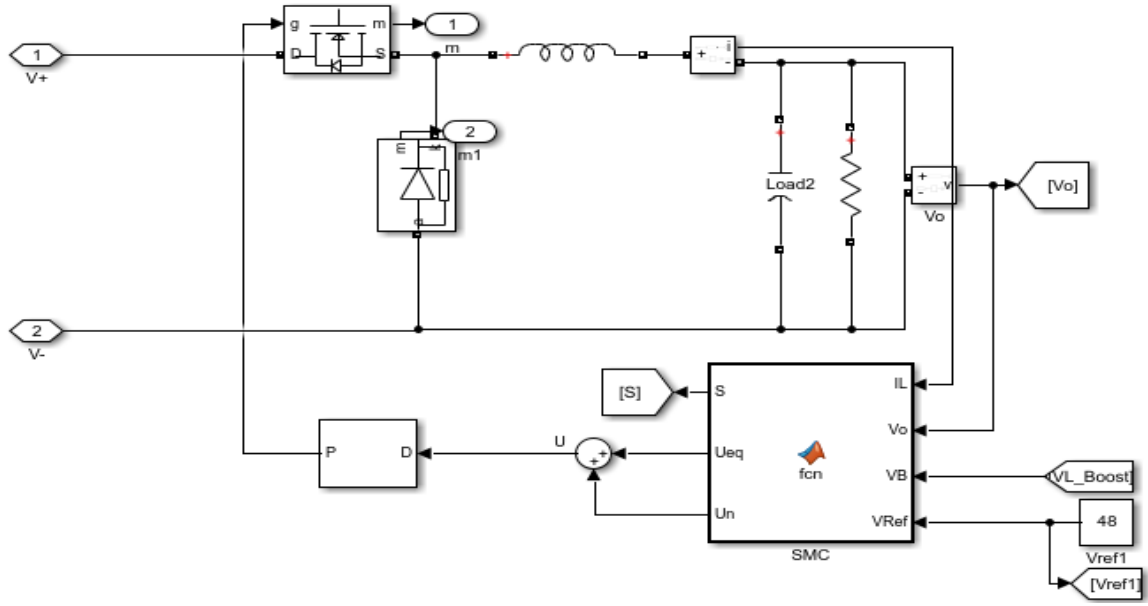 g
m
1
1
D
S
m
+
i
+
-
V+
2
m
k
m1
a
Load2
+
-
v
[Vo]
Vo
2
V-
[S]
S
IL
Vo
U
P
D
+
+
Ueq
fcn
VB
[VL_Boost]
Un
VRef
48
SMC
Vref1
[Vref1]